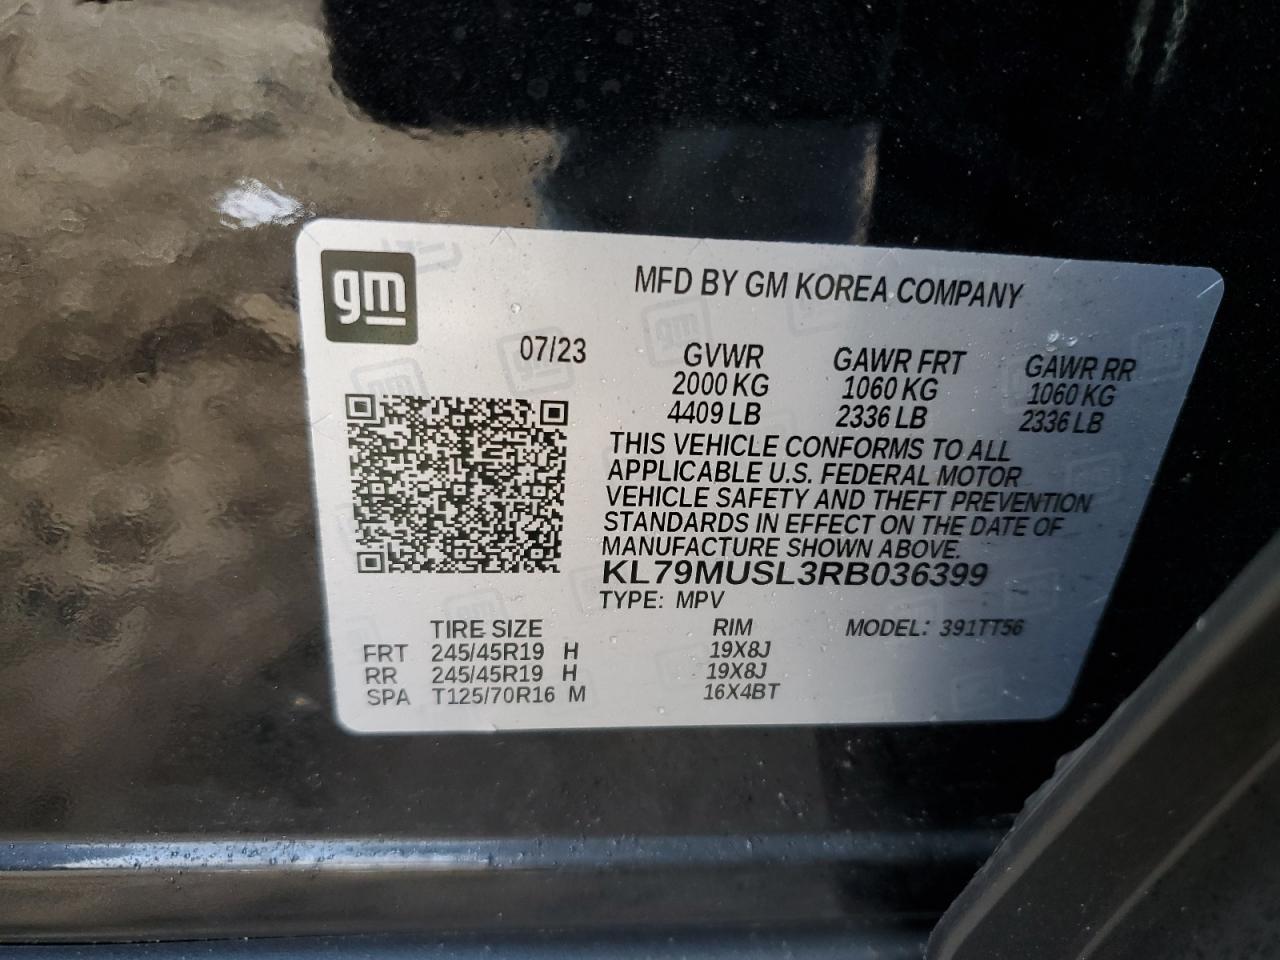 gm
MFD BY GM KOREA COMPANY
07/23
GVWR GAWR FRT GAWR RR
2000 KG 1060 KG 1060 KG
4409 LB 2336 LB 2336 LB
THIS VEHICLE CONFORMS TO ALL
APPLICABLE U.S. FEDERAL MOTOR
VEHICLE SAFETY AND THEFT PREVENTION
STANDARDS IN EFFECT ON THE DATE OF
MANUFACTURE SHOWN ABOVE.
KL79MUSL3RB036399
TYPE: MPV
TIRE SIZE RIM MODEL: 391TT56
FRT 245/45R19 H 19X8J
RR 245/45R19 H 19X8J
SPA T125/70R16 M 16X4BT